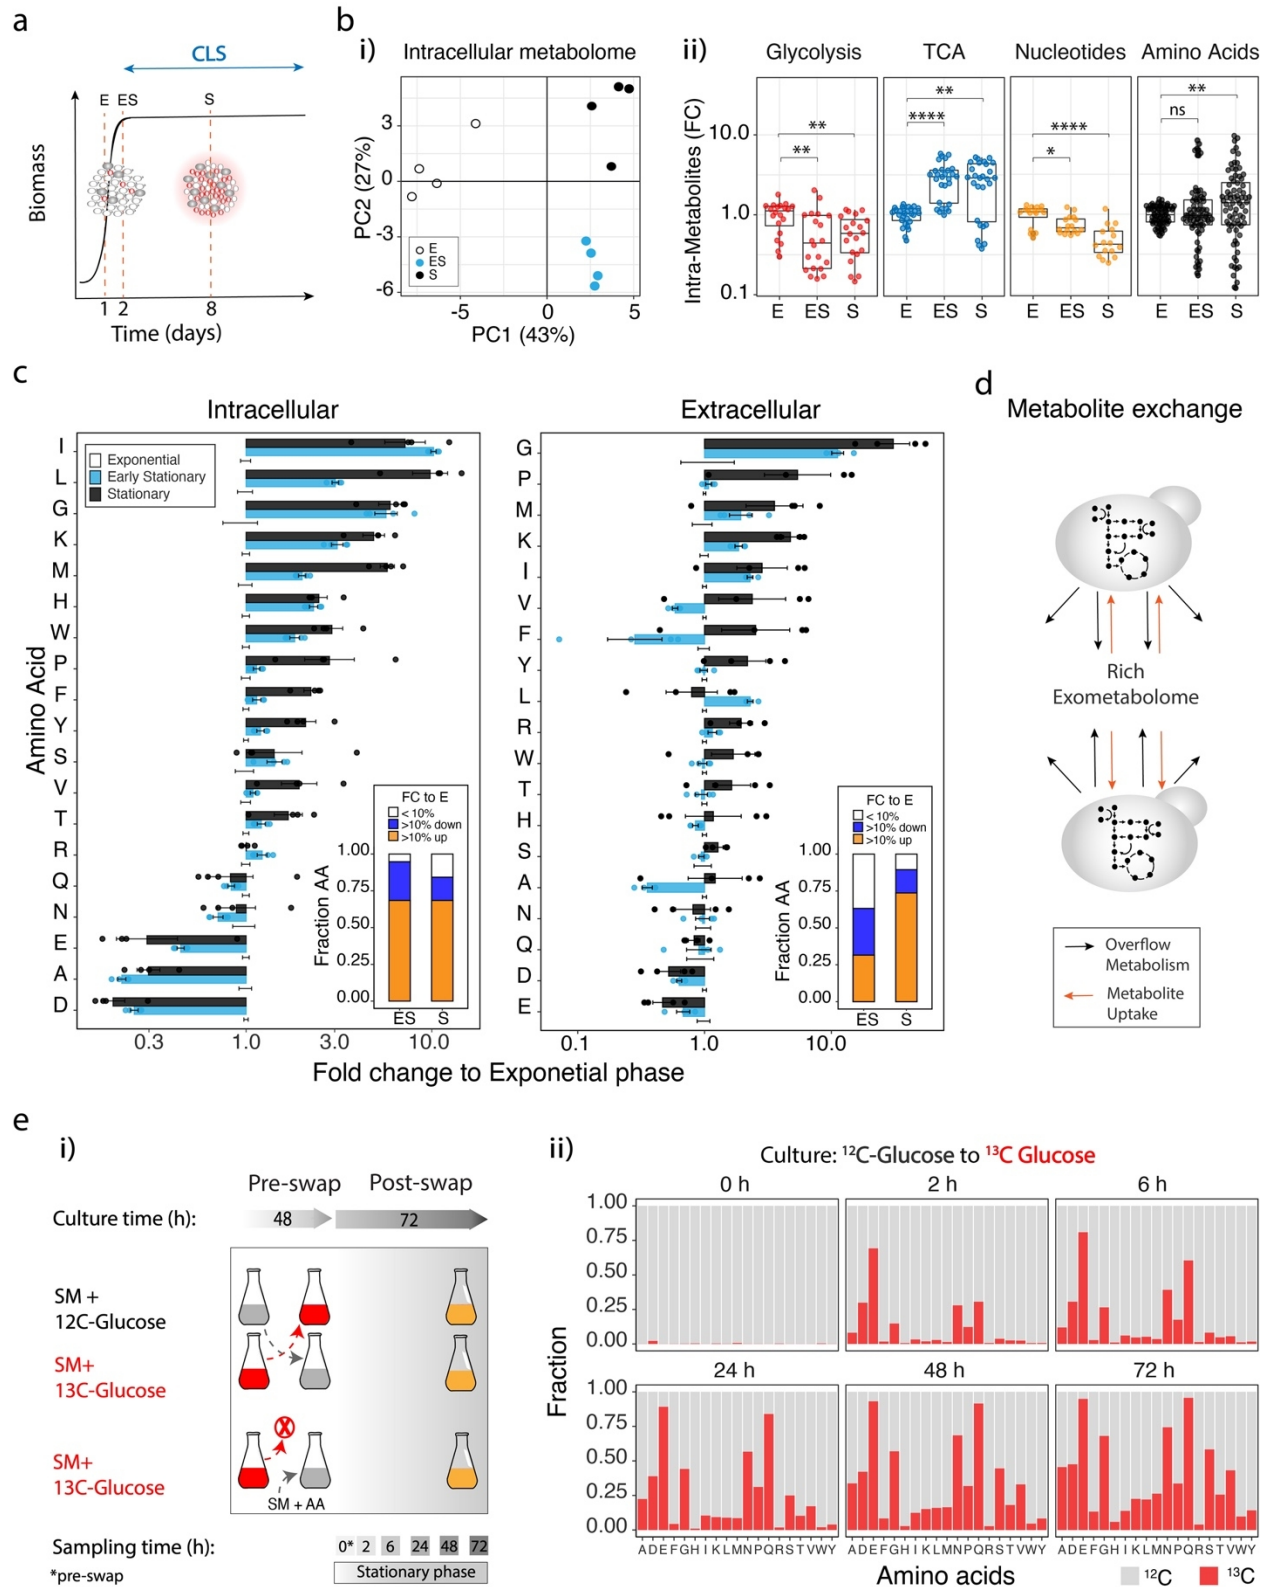 a
CLS
E ES S
Biomass
1 2 8
Time (days)
b
i) Intracellular metabolome
PC2 (27%)
3
0
-3
-6
E
ES
S
-5 0 5
PC1 (43%)
ii) Glycolysis TCA Nucleotides Amino Acids
Intra-Metabolites (FC)
10.0
1.0
0.1
** **
**** **
* ****
ns **
E ES S E ES S E ES S E ES S
c
Intracellular
Amino Acid
Exponential
Early Stationary
Stationary
I
L
G
K
M
H
W
P
F
Y
S
V
T
R
Q
N
E
A
D
FC to E
< 10%
>10% down
>10% up
Fraction AA
1.00
0.75
0.50
0.25
0.00
ES S
0.3 1.0 3.0 10.0
Extracellular
G
P
M
K
I
V
F
Y
L
R
W
T
H
S
A
N
Q
D
E
FC to E
< 10%
>10% down
>10% up
Fraction AA
1.00
0.75
0.50
0.25
0.00
ES S
0.1 1.0 10.0
Fold change to Exponetial phase
d
Metabolite exchange
Rich
Exometabolome
Overflow
Metabolism
Metabolite
Uptake
e
i)
Pre-swap Post-swap
Culture time (h): 48 72
SM +
12C-Glucose
SM+
13C-Glucose
SM+
13C-Glucose
X
SM + AA
Sampling time (h): 0* 2 6 24 48 72
*pre-swap Stationary phase
ii)
Culture: ¹²C-Glucose to ¹³C Glucose
0 h 2 h 6 h
1.00
0.75
0.50
0.25
0.00
24 h 48 h 72 h
1.00
0.75
0.50
0.25
0.00
Fraction
A D E F G H I K L M N P Q R S T V W Y A D E F G H I K L M N P Q R S T V W Y A D E F G H I K L M N P Q R S T V W Y
Amino acids
¹²C ¹³C